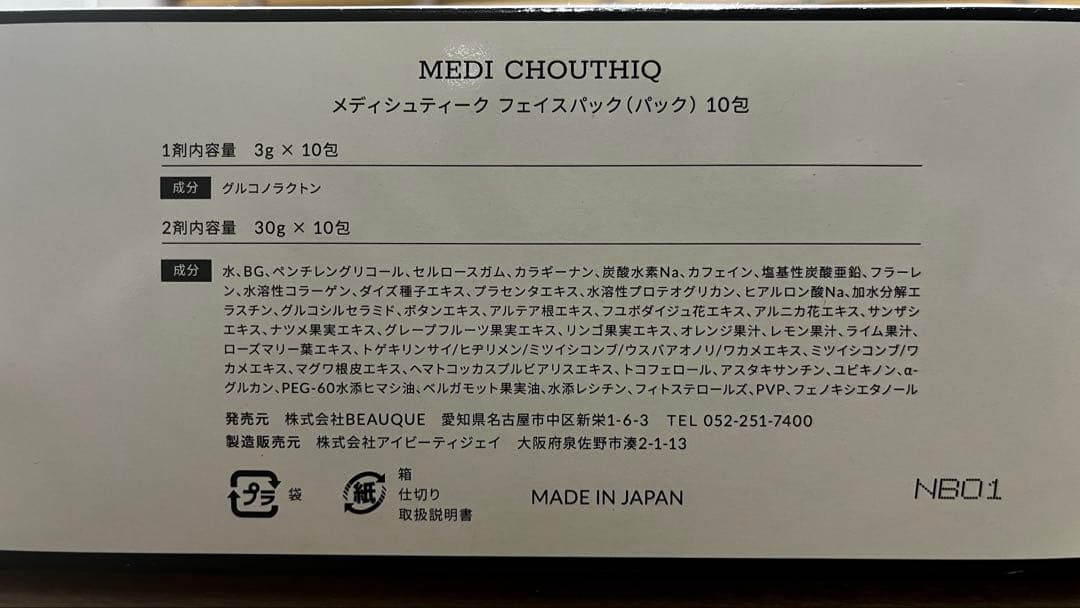 MEDI CHOUTHIQ
メディシュティーク フェイスパック（パック） 10包
1剤内容量 3g × 10包
成分 グルコノラクトン
2剤内容量 30g × 10包
成分 水、BG、ペンチレングリコール、セルロースガム、カラギーナン、炭酸水素Na、カフェイン、塩基性炭酸亜鉛、フラーレ
ン、水溶性コラーゲン、ダイズ種子エキス、プラセンタエキス、水溶性プロテオグリカン、ヒアルロン酸Na、加水分解エ
ラスチン、グルコシルセラミド、ボタンエキス、アルテア根エキス、フユボダイジュ花エキス、アルニカ花エキス、サンザシ
エキス、ナツメ果実エキス、グレープフルーツ果実エキス、リンゴ果実エキス、オレンジ果汁、レモン果汁、ライム果汁、
ローズマリー葉エキス、トゲキリンサイ/ヒヂリメン/ミツイシコンブ/ウスバアオノリ/ワカメエキス、ミツイシコンブ/ワ
カメエキス、マグワ根皮エキス、ヘマトコッカスプルビアリスエキス、トコフェロール、アスタキサンチン、ユビキノン、α-
グルカン、PEG-60水添ヒマシ油、ベルガモット果実油、水添レシチン、フィトステロールズ、PVP、フェノキシエタノール
発売元 株式会社BEAUQUE 愛知県名古屋市中区新栄1-6-3 TEL 052-251-7400
製造販売元 株式会社アイビーティジェイ 大阪府泉佐野市湊2-1-13
プラ 袋
紙 箱
仕切り
取扱説明書
MADE IN JAPAN
NB01